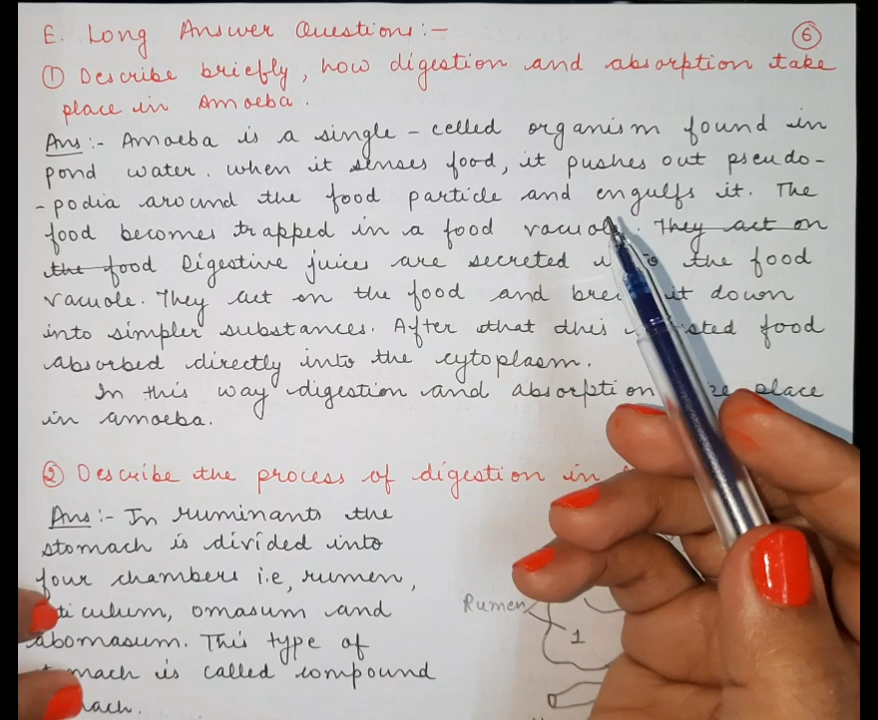 E. Long Answer Questions:-
6
① Describe briefly, how digestion and absorption take
place in Amoeba.
Ans:- Amoeba is a single-celled organism found in
pond water. When it senses food, it pushes out pseudo-
-podia around the food particle and engulfs it. The
food becomes trapped in a food vacuole. They act on
the food Digestive juices are secreted the food
vacuole. They act on the food and it down
into simpler substances. After that this food
absorbed directly into the cytoplasm.
In this way digestion and absorption place
in amoeba.
② Describe the process of digestion in
Ans:- In ruminants the
stomach is divided into
four chambers i.e, rumen,
omasum and
abomasum. This type of
is called compound
Rumen
1